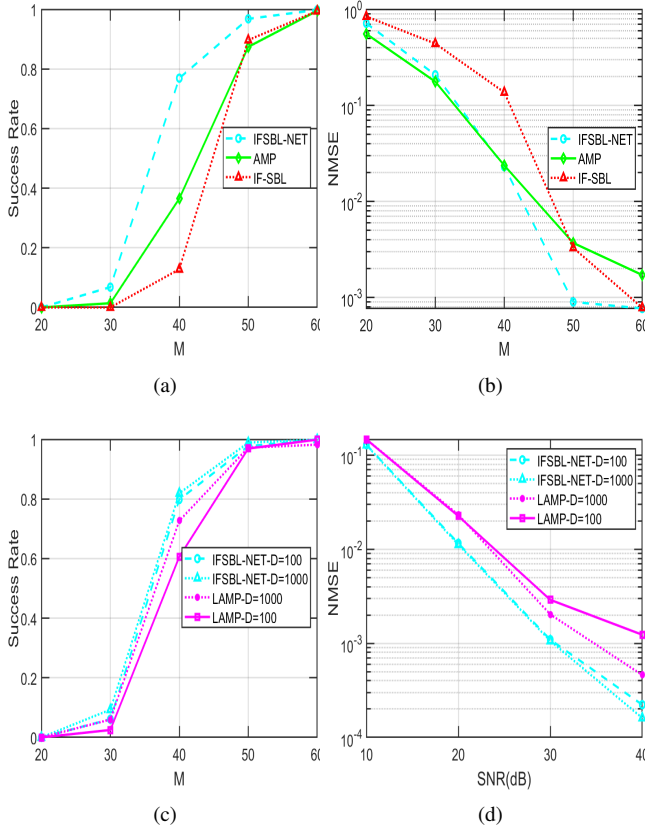 1
0.8
0.6
0.4
0.2
0
20
30
40
50
60
Success Rate
M
IFSBL-NET
AMP
IF-SBL
(a)
10^0
10^-1
10^-2
10^-3
20
30
40
50
60
NMSE
M
IFSBL-NET
AMP
IF-SBL
(b)
1
0.8
0.6
0.4
0.2
0
20
30
40
50
60
Success Rate
M
IFSBL-NET-D=100
IFSBL-NET-D=1000
LAMP-D=1000
LAMP-D=100
(c)
10^-1
10^-2
10^-3
10^-4
10
20
30
40
NMSE
SNR(dB)
IFSBL-NET-D=100
IFSBL-NET-D=1000
LAMP-D=1000
LAMP-D=100
(d)